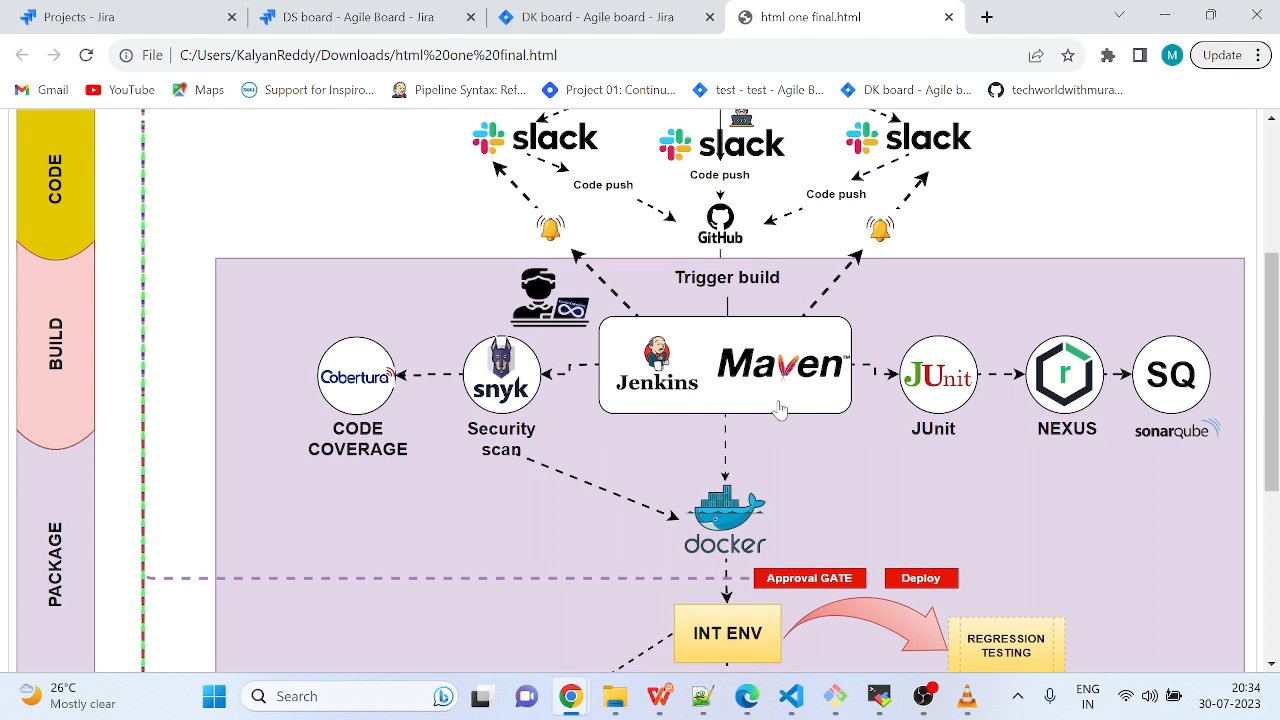 Projects - Jira
DS board - Agile Board - Jira
DK board - Agile board - Jira
html one final.html
File
C:/Users/KalyanReddy/Downloads/html%20one%20final.html
M
Update
Gmail
YouTube
Maps
DELL
Support for Inspiro...
Pipeline Syntax: Ref...
Project 01: Continu...
test - test - Agile B...
DK board - Agile b...
techworldwithmura...
CODE
BUILD
PACKAGE
slack
slack
slack
Code push
Code push
Code push
GitHub
Trigger build
Cobertura
snyk
Jenkins
Maven™
JUnit
r
SQ
CODE
COVERAGE
Security
scan
JUnit
NEXUS
sonarqube
docker
Approval GATE
Deploy
INT ENV
REGRESSION
TESTING
26°C
Mostly clear
Search
ENG
IN
20:34
30-07-2023